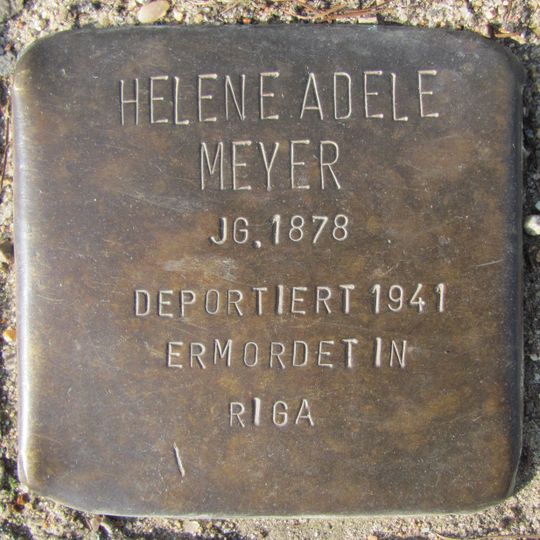 HELENE ADELE
MEYER
JG. 1878
DEPORTIERT 1941
ERMORDET IN
RIGA